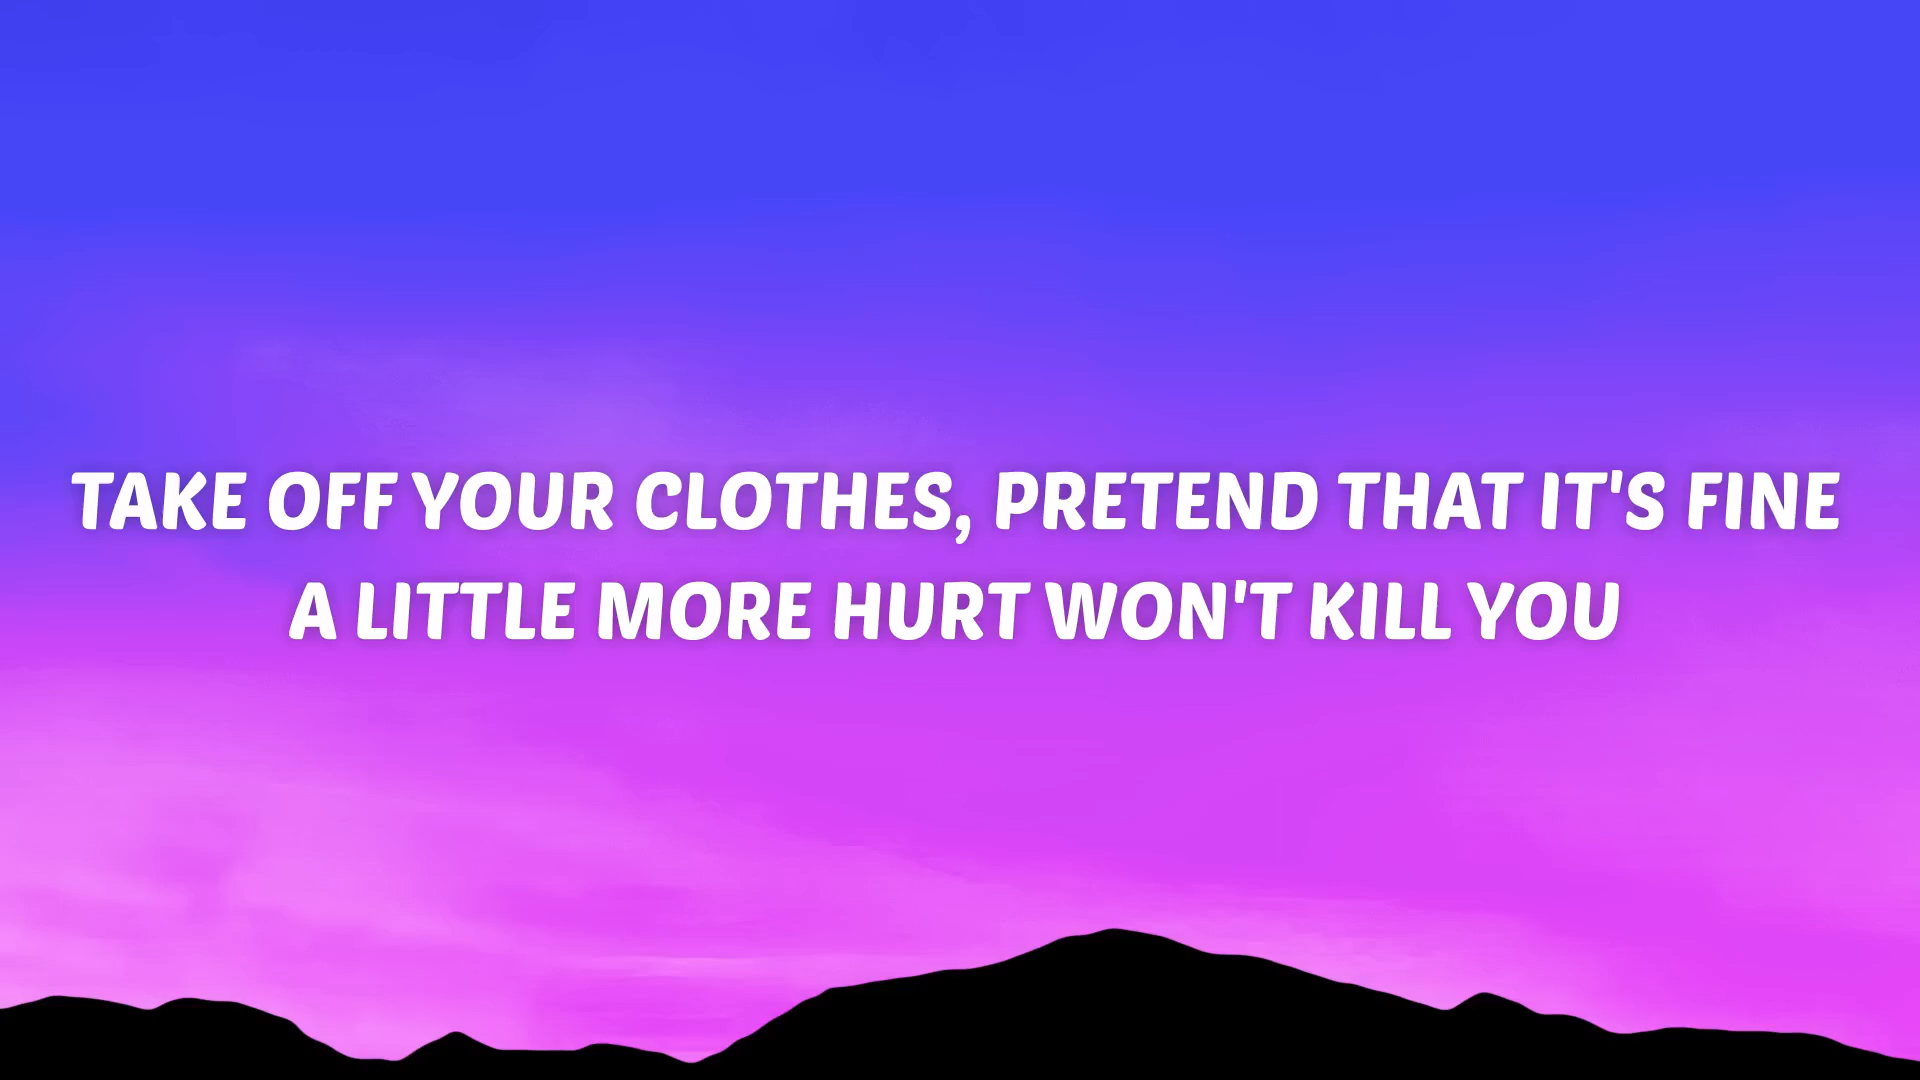 TAKE OFF YOUR CLOTHES, PRETEND THAT IT'S FINE
A LITTLE MORE HURT WON'T KILL YOU